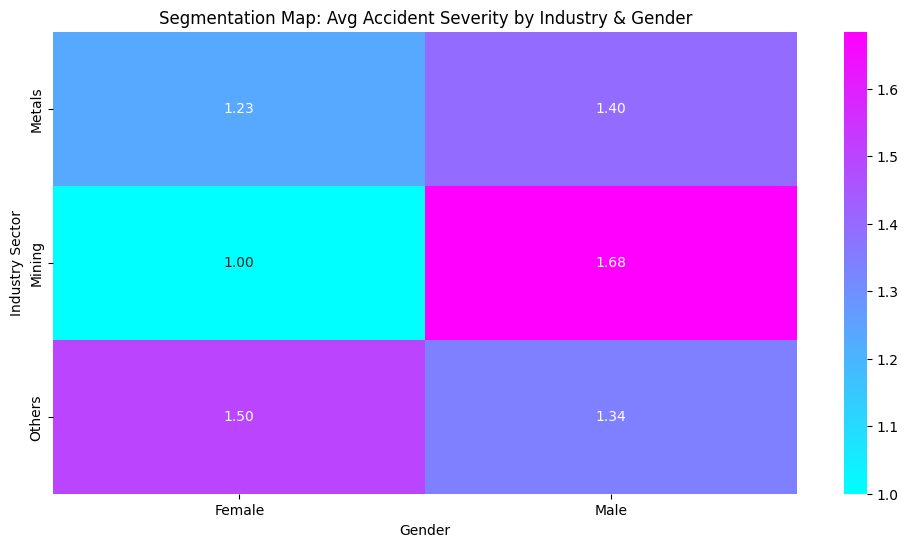 Segmentation Map: Avg Accident Severity by Industry & Gender
Industry Sector
Metals
1.23
1.40
Mining
1.00
1.68
Others
1.50
1.34
Female
Male
Gender
1.6
1.5
1.4
1.3
1.2
1.1
1.0